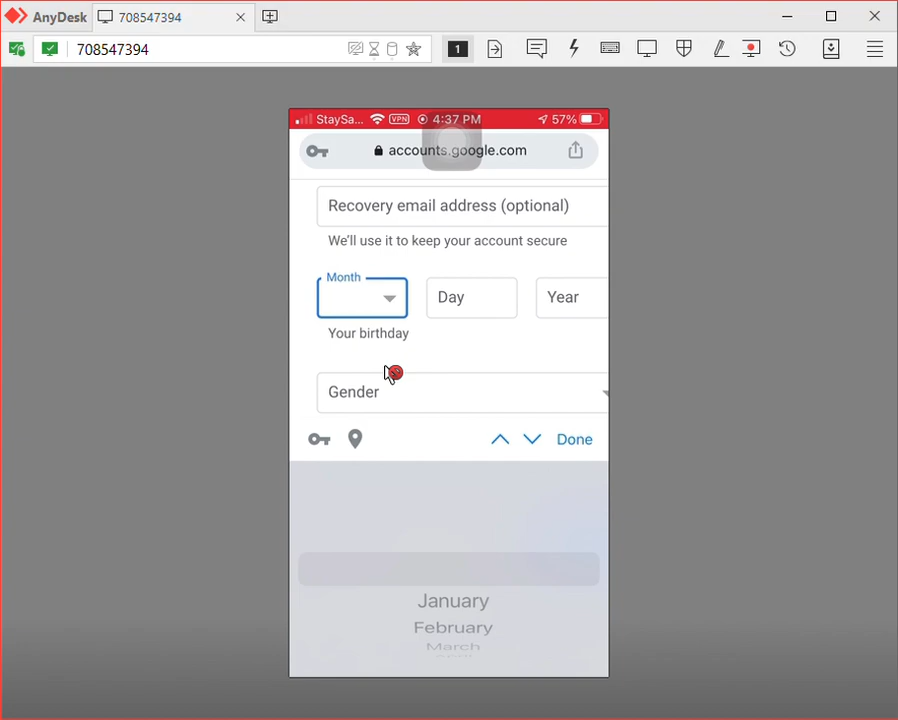 AnyDesk
708547394
708547394
1
StaySa...
VPN
4:37 PM
57%
accounts.google.com
Recovery email address (optional)
We'll use it to keep your account secure
Month
Day
Year
Your birthday
Gender
Done
January
February
March